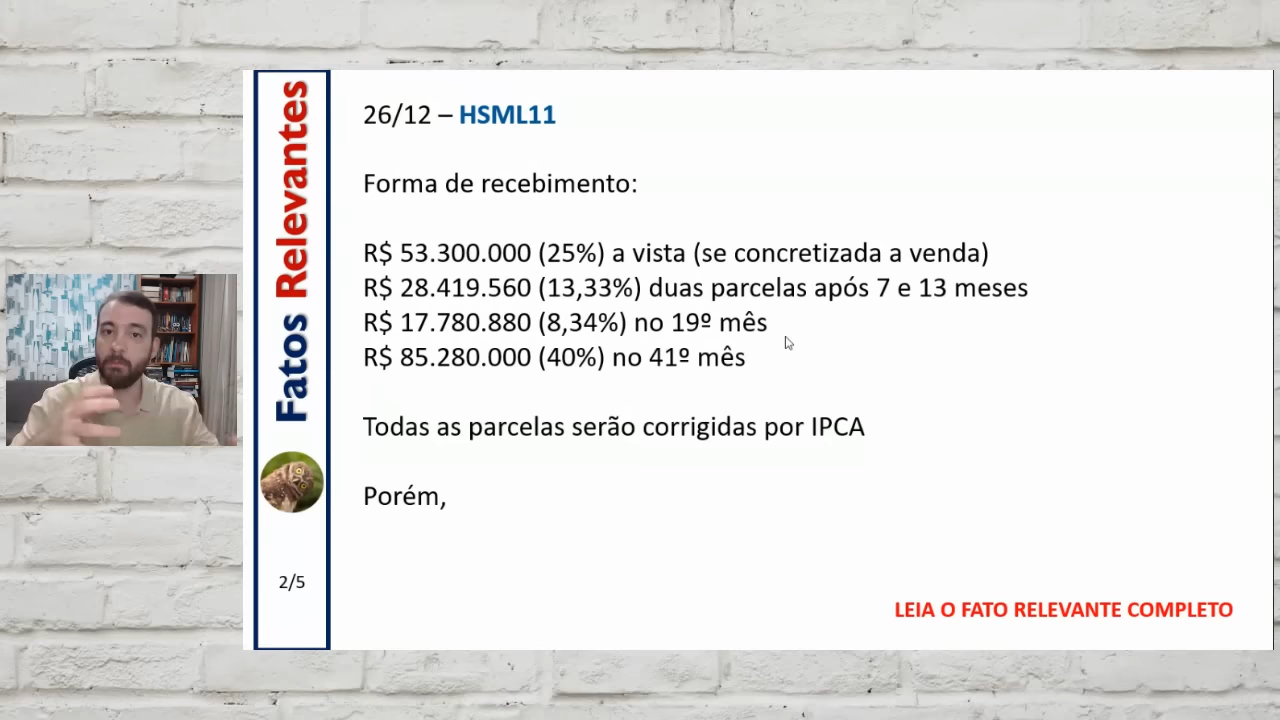 Fatos Relevantes
26/12 – HSML11
Forma de recebimento:
R$ 53.300.000 (25%) a vista (se concretizada a venda)
R$ 28.419.560 (13,33%) duas parcelas após 7 e 13 meses
R$ 17.780.880 (8,34%) no 19º mês
R$ 85.280.000 (40%) no 41º mês
Todas as parcelas serão corrigidas por IPCA
Porém,
2/5
LEIA O FATO RELEVANTE COMPLETO